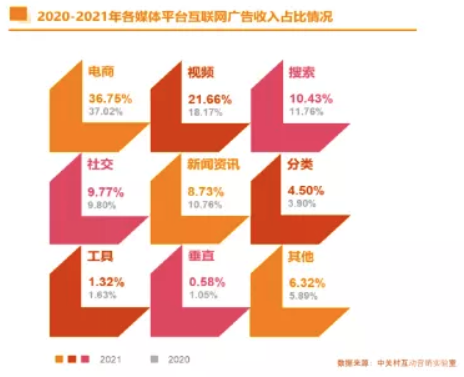 2020-2021年各媒体平台互联网广告收入占比情况
电商
36.75%
37.02%
视频
21.66%
18.17%
搜索
10.43%
11.76%
社交
9.77%
9.80%
新闻资讯
8.73%
10.76%
分类
4.50%
3.90%
工具
1.32%
1.63%
垂直
0.58%
1.05%
其他
6.32%
5.89%
2021
2020
数据来源：中关村互动营销实验室